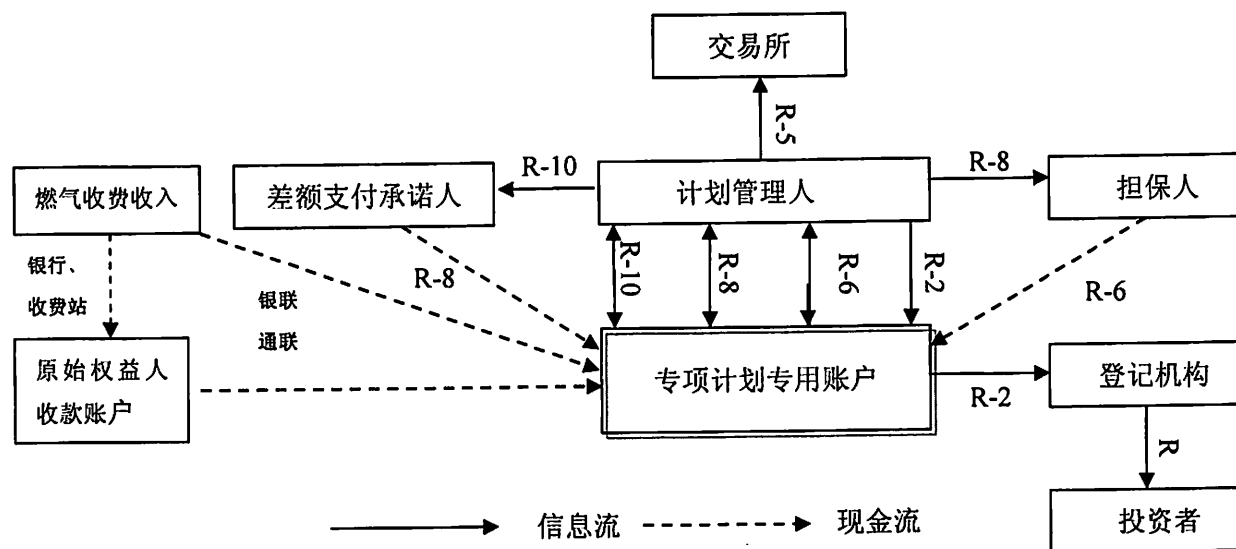 交易所
R-5
燃气收费收入
差额支付承诺人
R-10
计划管理人
R-8
担保人
银行、
收费站
银联
通联
R-8
R-10
R-8
R-6
R-2
R-6
原始权益人
收款账户
专项计划专用账户
R-2
登记机构
R
投资者
信息流
现金流